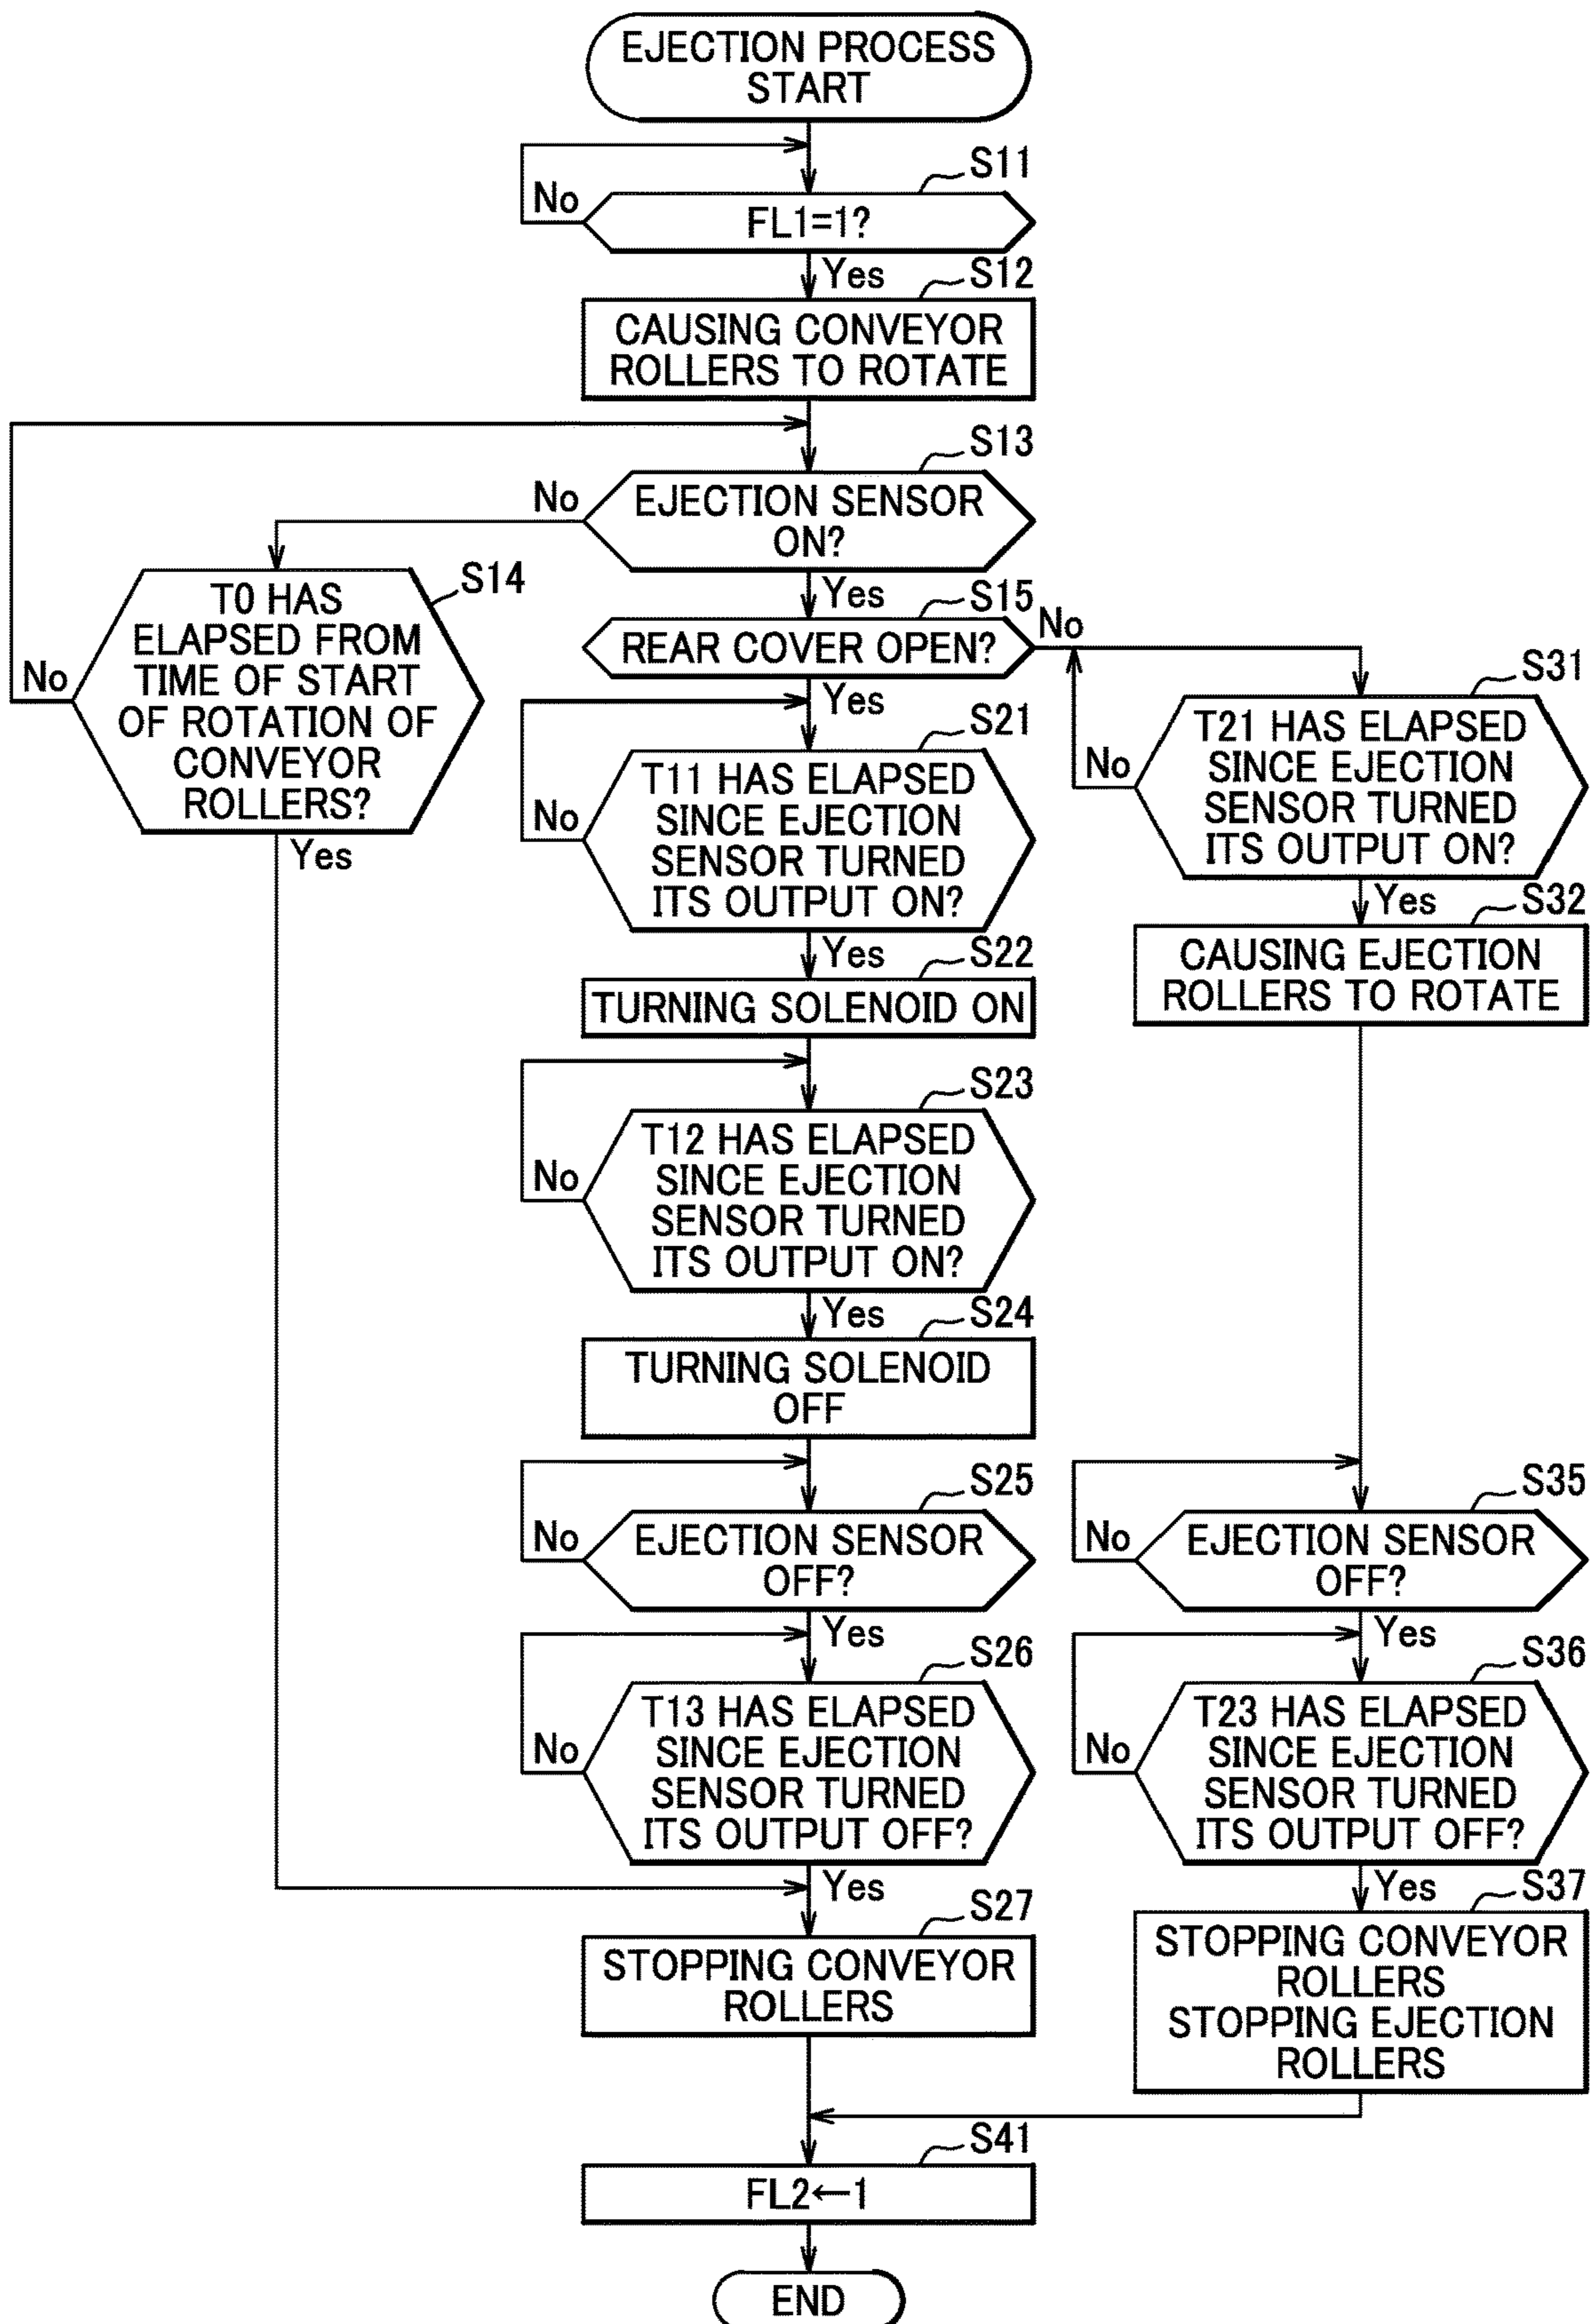 EJECTION PROCESS
START
S11
No
FL1=1?
Yes
S12
CAUSING CONVEYOR
ROLLERS TO ROTATE
S13
No
EJECTION SENSOR
ON?
Yes
S14
T0 HAS
ELAPSED FROM
TIME OF START
OF ROTATION OF
CONVEYOR
ROLLERS?
No
Yes
S15
REAR COVER OPEN?
No
Yes
S21
T11 HAS ELAPSED
SINCE EJECTION
SENSOR TURNED
ITS OUTPUT ON?
No
Yes
S22
TURNING SOLENOID ON
S23
T12 HAS ELAPSED
SINCE EJECTION
SENSOR TURNED
ITS OUTPUT ON?
No
Yes
S24
TURNING SOLENOID
OFF
S25
No
EJECTION SENSOR
OFF?
Yes
S26
T13 HAS ELAPSED
SINCE EJECTION
SENSOR TURNED
ITS OUTPUT OFF?
No
Yes
S27
STOPPING CONVEYOR
ROLLERS
S31
T21 HAS ELAPSED
SINCE EJECTION
SENSOR TURNED
ITS OUTPUT ON?
No
Yes
S32
CAUSING EJECTION
ROLLERS TO ROTATE
S35
No
EJECTION SENSOR
OFF?
Yes
S36
T23 HAS ELAPSED
SINCE EJECTION
SENSOR TURNED
ITS OUTPUT OFF?
No
Yes
S37
STOPPING CONVEYOR
ROLLERS
STOPPING EJECTION
ROLLERS
S41
FL2←1
END